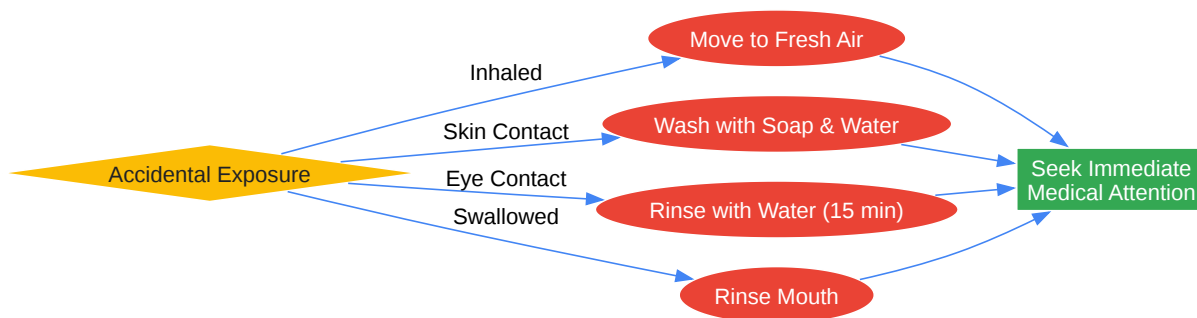 Move to Fresh Air
Inhaled
Skin Contact
Wash with Soap & Water
Accidental Exposure
Eye Contact
Seek Immediate
Medical Attention
Rinse with Water (15 min)
Swallowed
Rinse Mouth